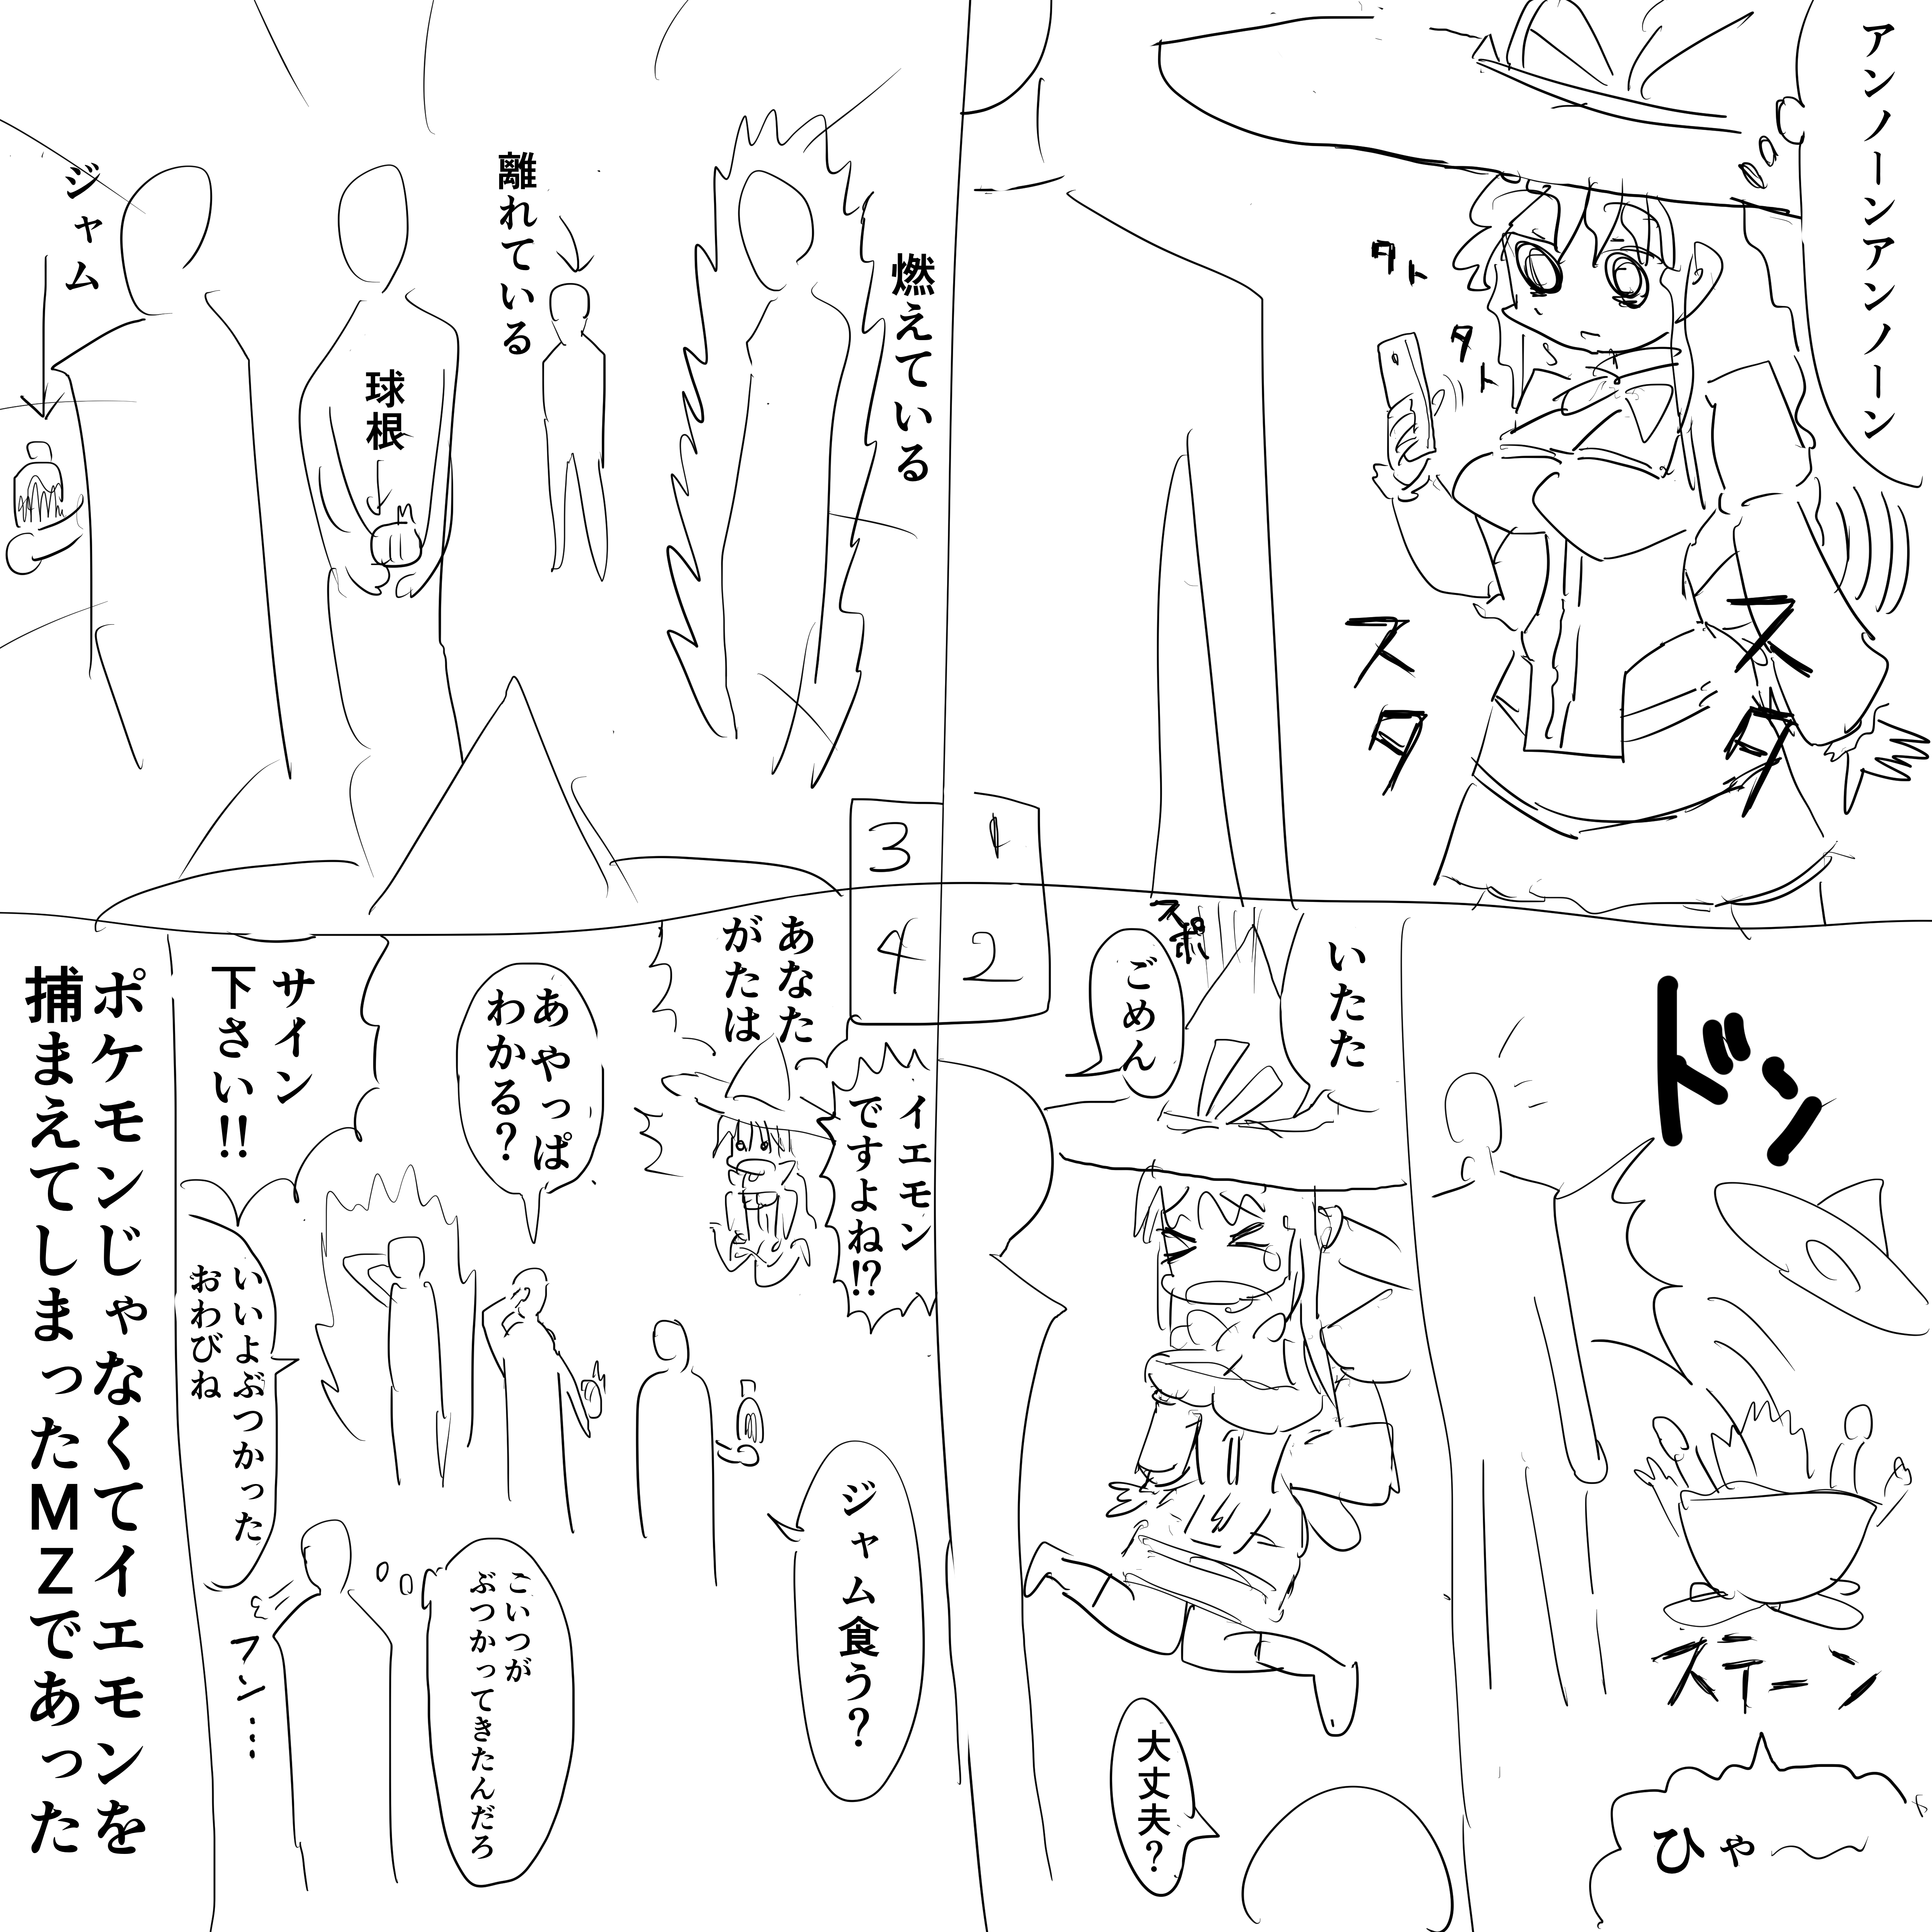 アンノーンアンノーン
タト
タト
スタ
スタ
1
3
2
4
ドン
ステーン
ひゃ〜
いたた
スポ
ごめん
大丈夫?
燃えている
離れている
球根
ジャム
イエモン
ですよね!?
あなた
がたは
あやっぱ
わかる?
ジャム食う?
サイン
下さい!!
いいよぶつかった
おわびね
こいつが
ぶつかってきたんだろ
フン…
ポケモンじゃなくてイエモンを
捕まえてしまったMZであった